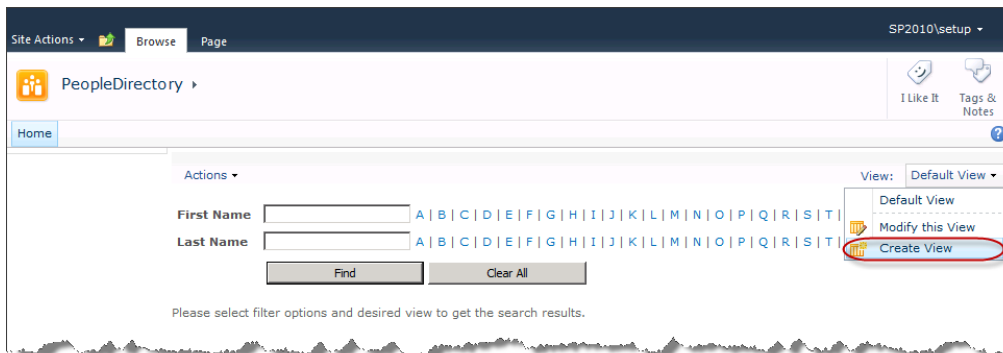 SP2010\setup
Site Actions Browse Page
PeopleDirectory
I Like It Tags & Notes
Home
Actions View: Default View
Default View
First Name A | B | C | D | E | F | G | H | I | J | K | L | M | N | O | P | Q | R | S | T |
Modify this View
Last Name A | B | C | D | E | F | G | H | I | J | K | L | M | N | O | P | Q | R | S | T |
Create View
Find Clear All
Please select filter options and desired view to get the search results.